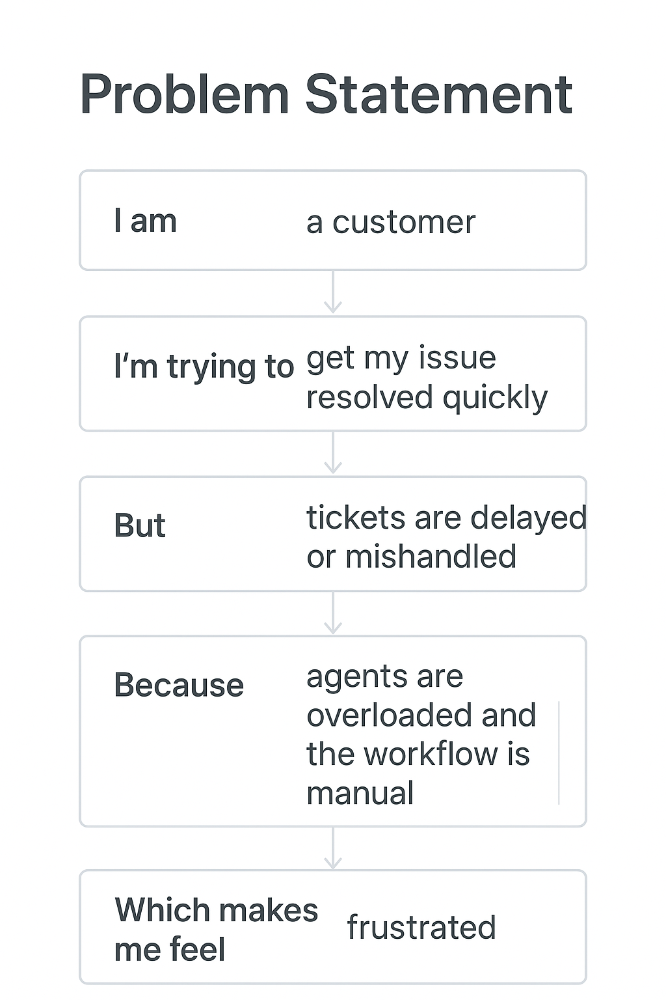 Problem Statement
I am a customer
I’m trying to get my issue
resolved quickly
But tickets are delayed
or mishandled
Because agents are
overloaded and
the workflow is
manual
Which makes
me feel
frustrated